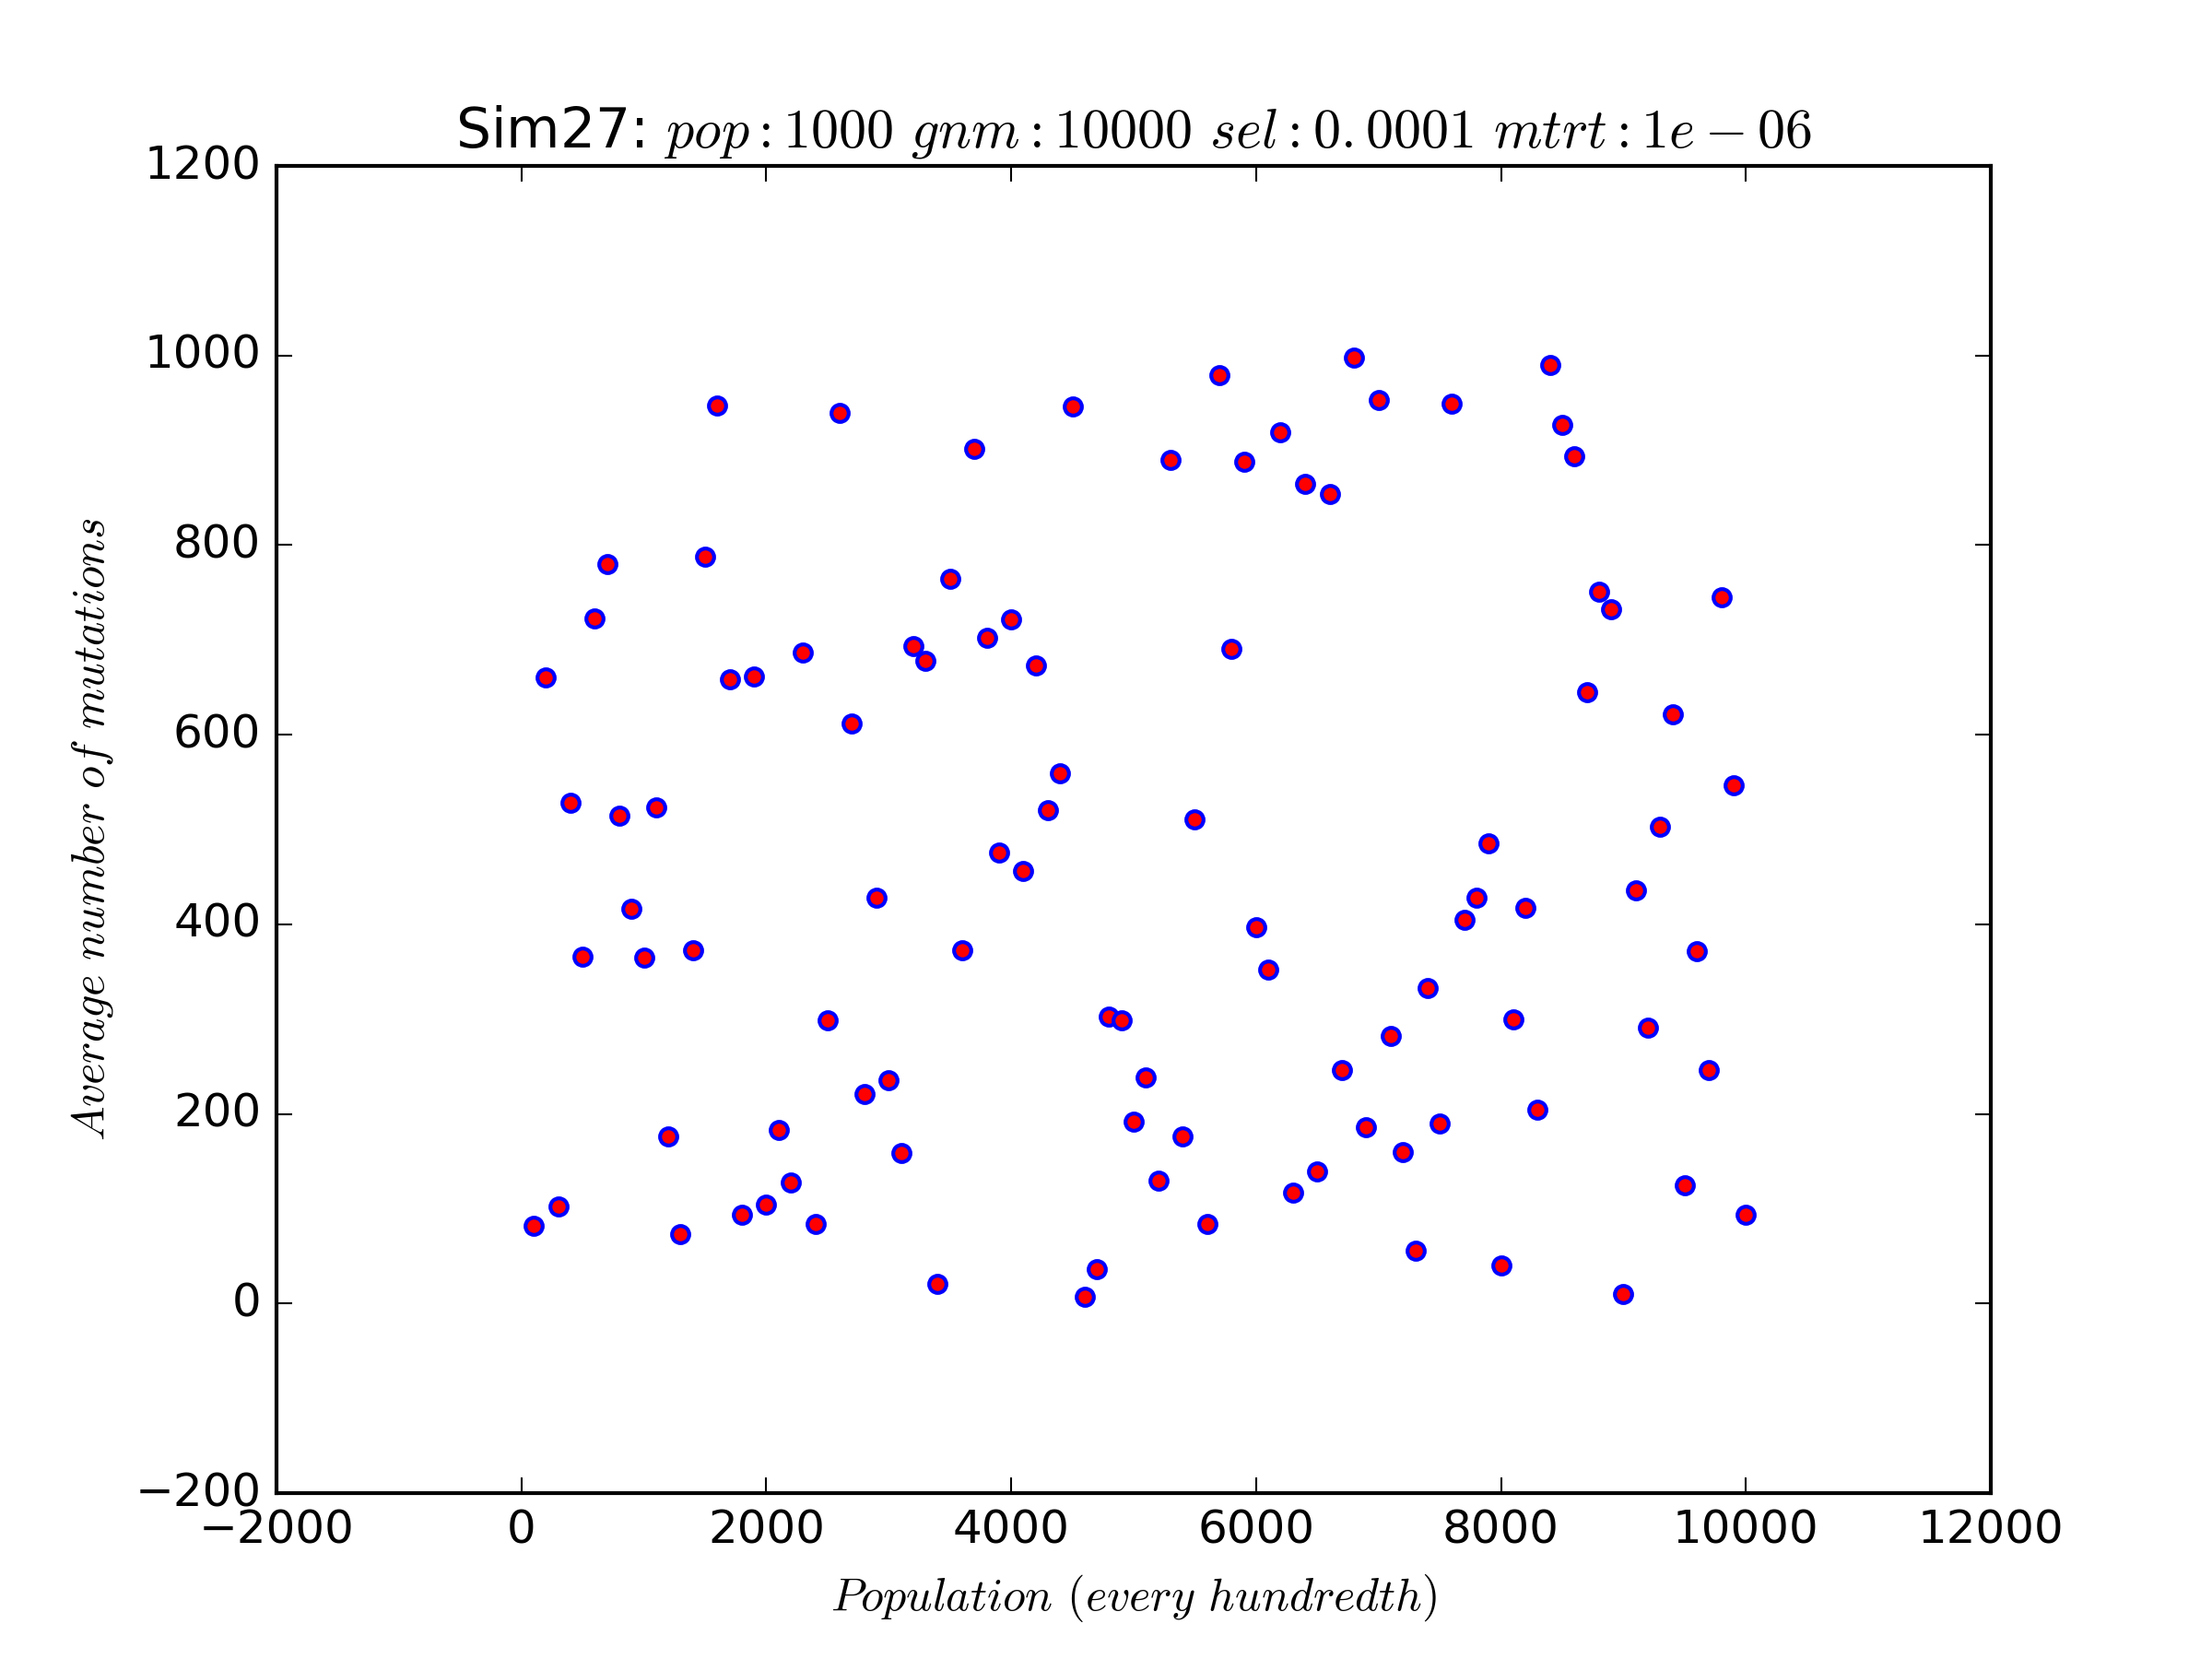 Sim27: pop : 1000 gnm : 10000 sel : 0.0001 mtrt : 1e − 06
1200
1000
800
600
400
200
0
−200
Average number of mutations
−2000 0 2000 4000 6000 8000 10000 12000
Population (every hundredth)